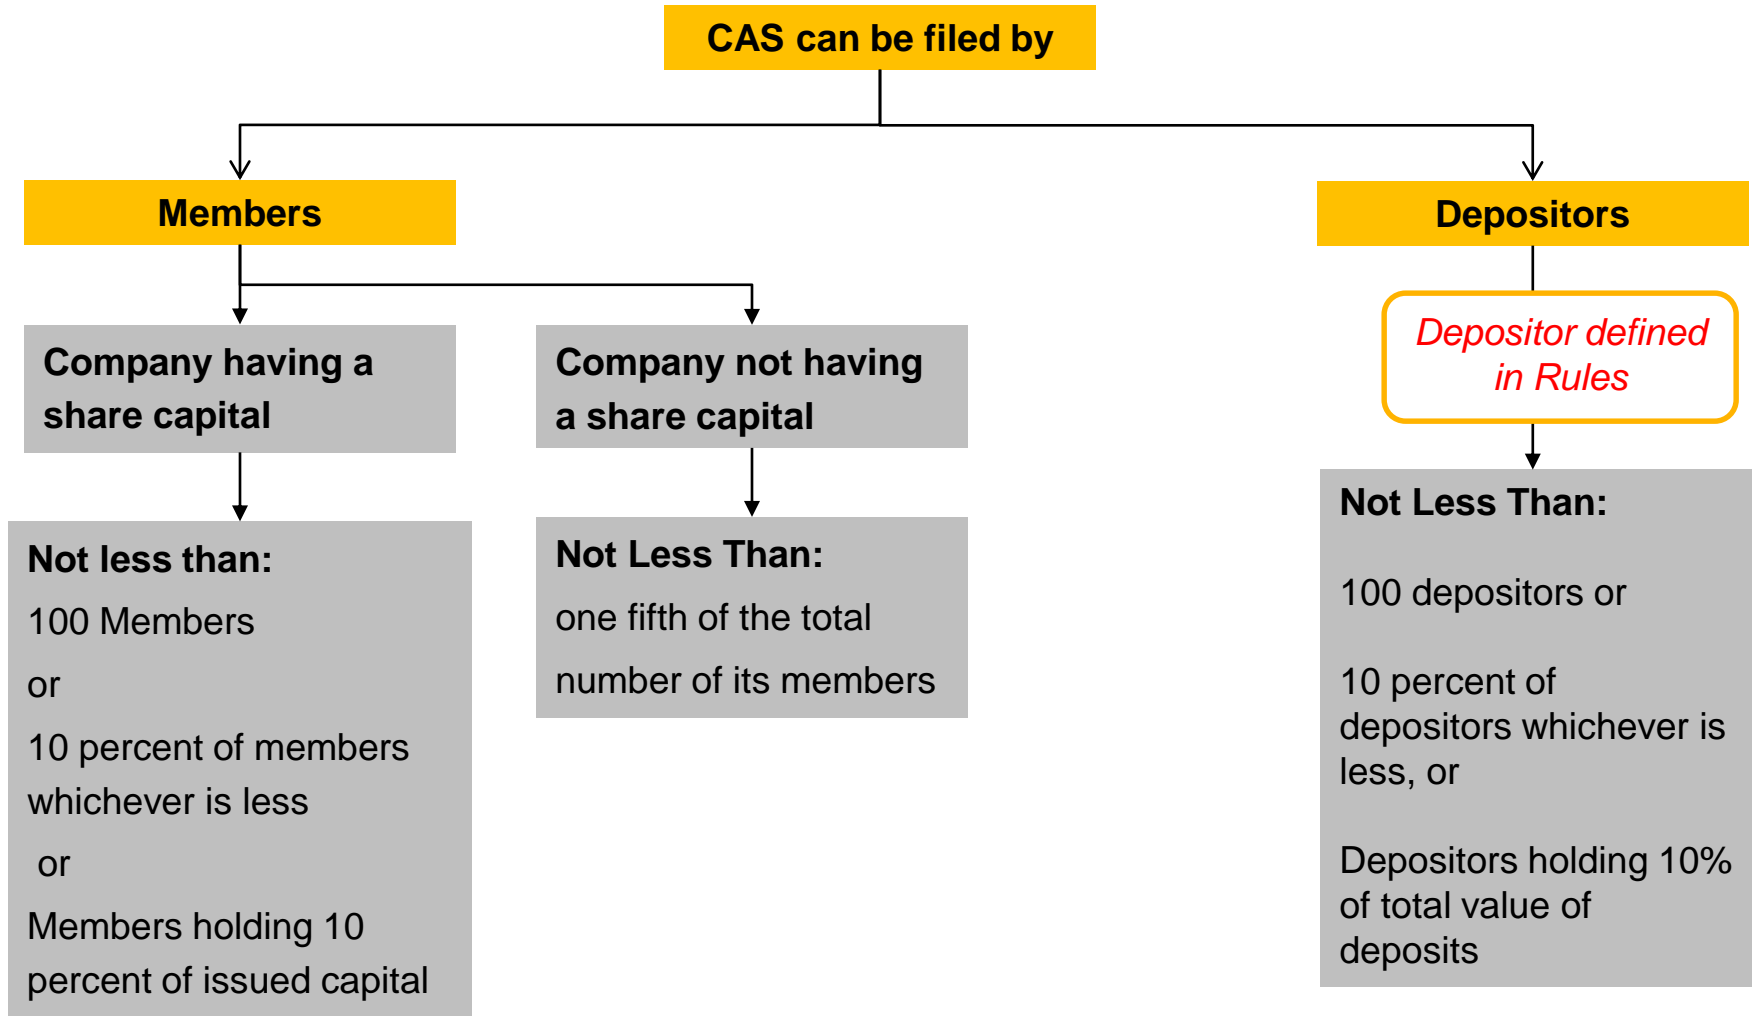 CAS can be filed by
Members
Depositors
Company having a
share capital
Company not having
a share capital
Depositor defined
in Rules
Not less than:
100 Members
or
10 percent of members
whichever is less
or
Members holding 10
percent of issued capital
Not Less Than:
one fifth of the total
number of its members
Not Less Than:
100 depositors or
10 percent of
depositors whichever is
less, or
Depositors holding 10%
of total value of
deposits